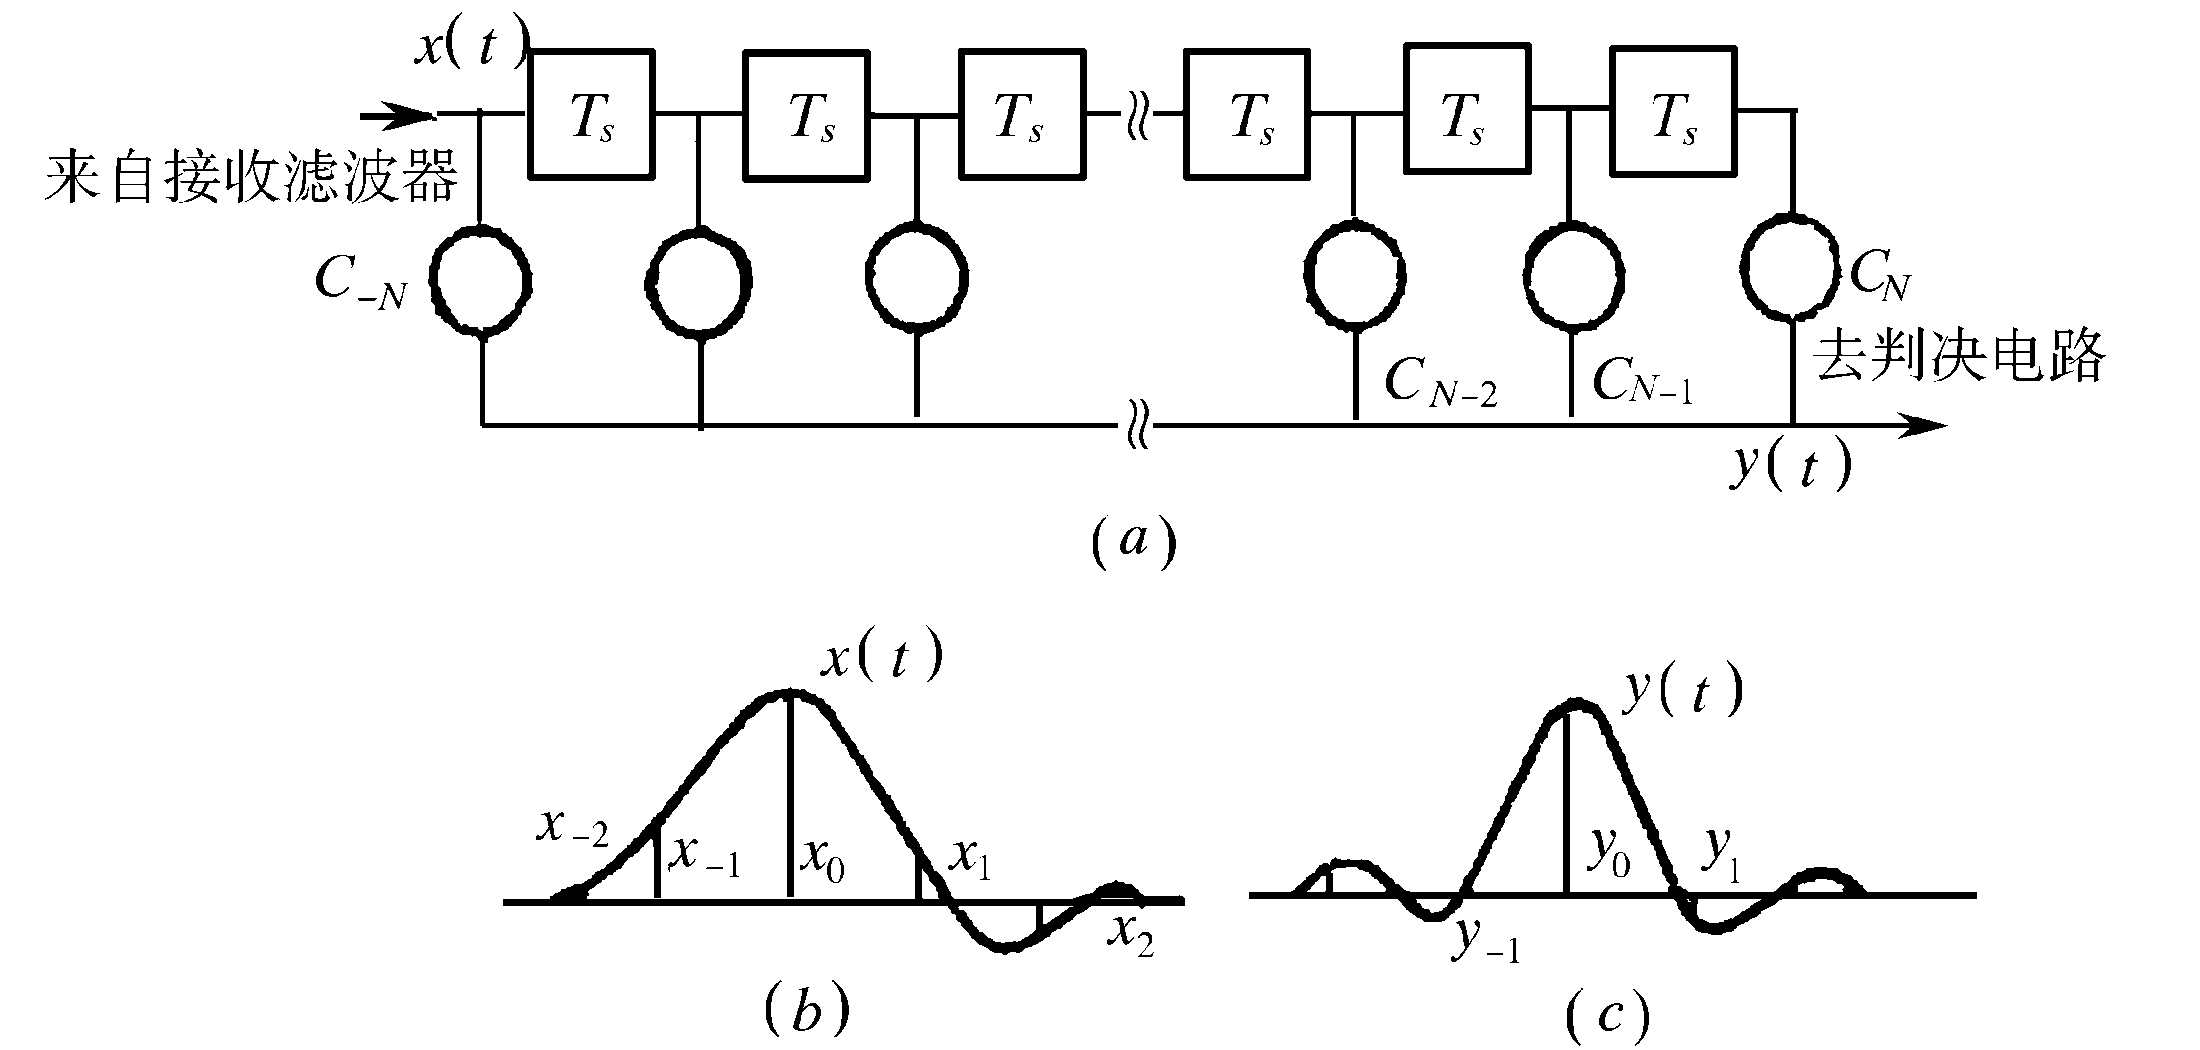 x(t)
T_s T_s T_s T_s T_s T_s
来自接收滤波器
C_{-N}
C_N
去判决电路
C_{N-2} C_{N-1}
y(t)
(a)
x(t)
y(t)
x_{-2} x_{-1} x_0 x_1 x_2
y_{-1} y_0 y_1
(b) (c)